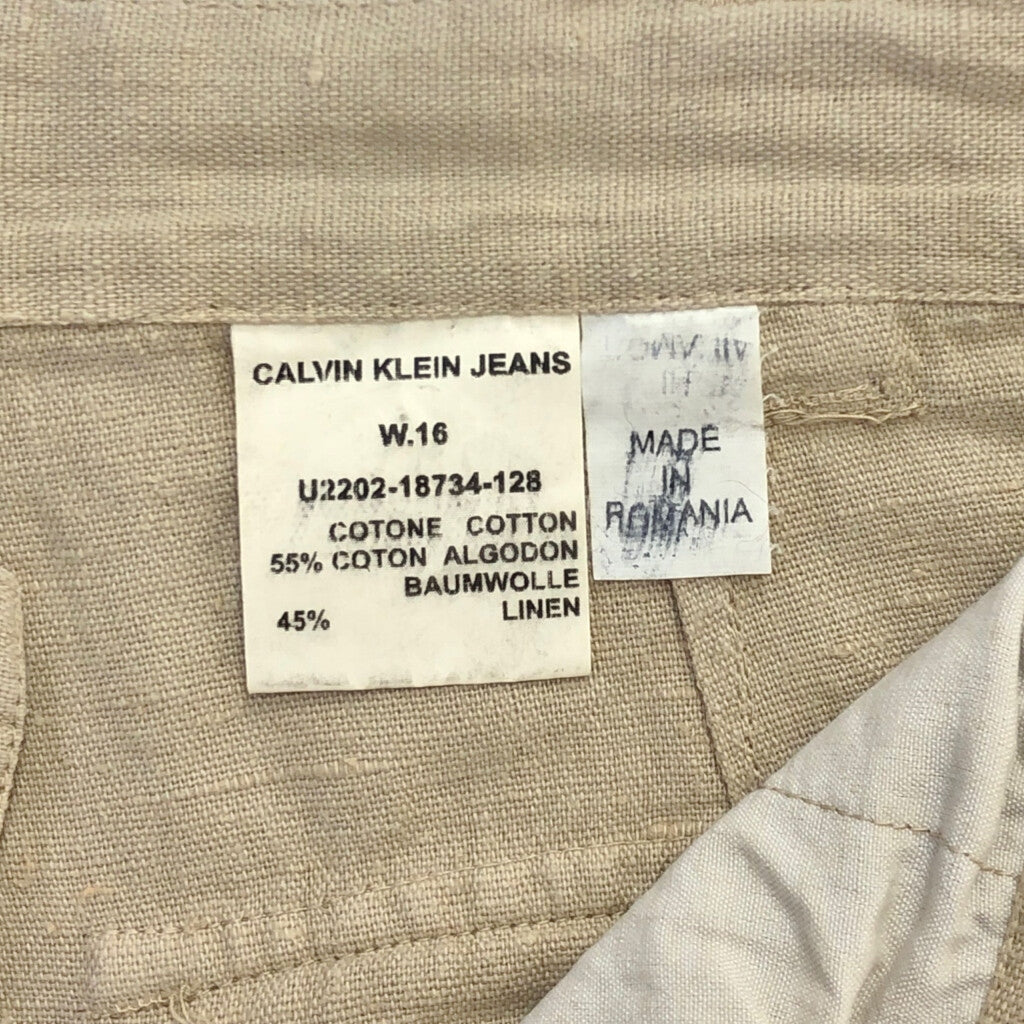 CALVIN KLEIN JEANS
W.16
U2202-18734-128
COTONE COTTON
55% COTON ALGODON
BAUMWOLLE
45% LINEN
MADE
IN
ROMANIA